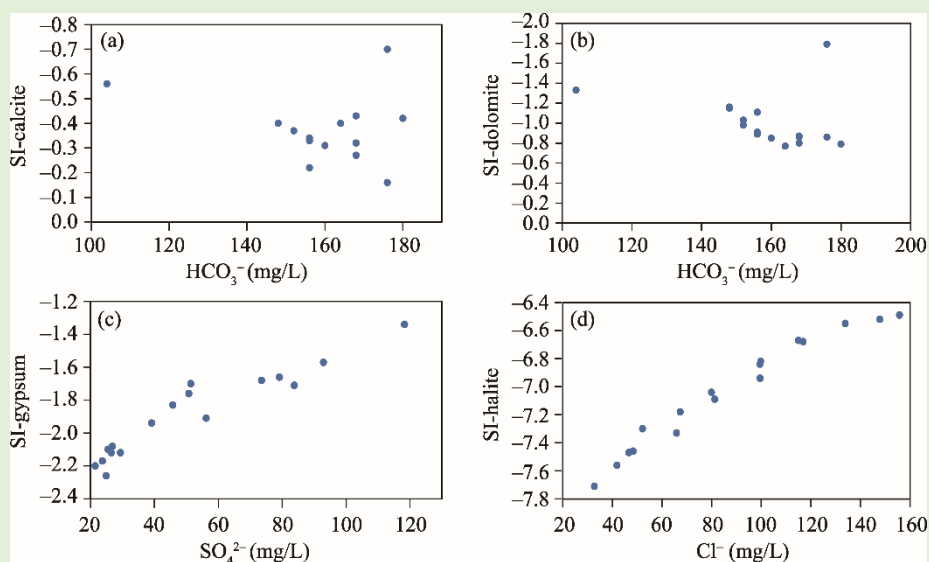 (a)
SI-calcite
–0.8
–0.7
–0.6
–0.5
–0.4
–0.3
–0.2
–0.1
0.0
100 120 140 160 180
HCO₃⁻ (mg/L)
(b)
SI-dolomite
–2.0
–1.8
–1.6
–1.4
–1.2
–1.0
–0.8
–0.6
–0.4
–0.2
0.0
100 120 140 160 180 200
HCO₃⁻ (mg/L)
(c)
SI-gypsum
–1.2
–1.4
–1.6
–1.8
–2.0
–2.2
–2.4
20 40 60 80 100 120
SO₄²⁻ (mg/L)
(d)
SI-halite
–6.4
–6.6
–6.8
–7.0
–7.2
–7.4
–7.6
–7.8
20 40 60 80 100 120 140 160
Cl⁻ (mg/L)